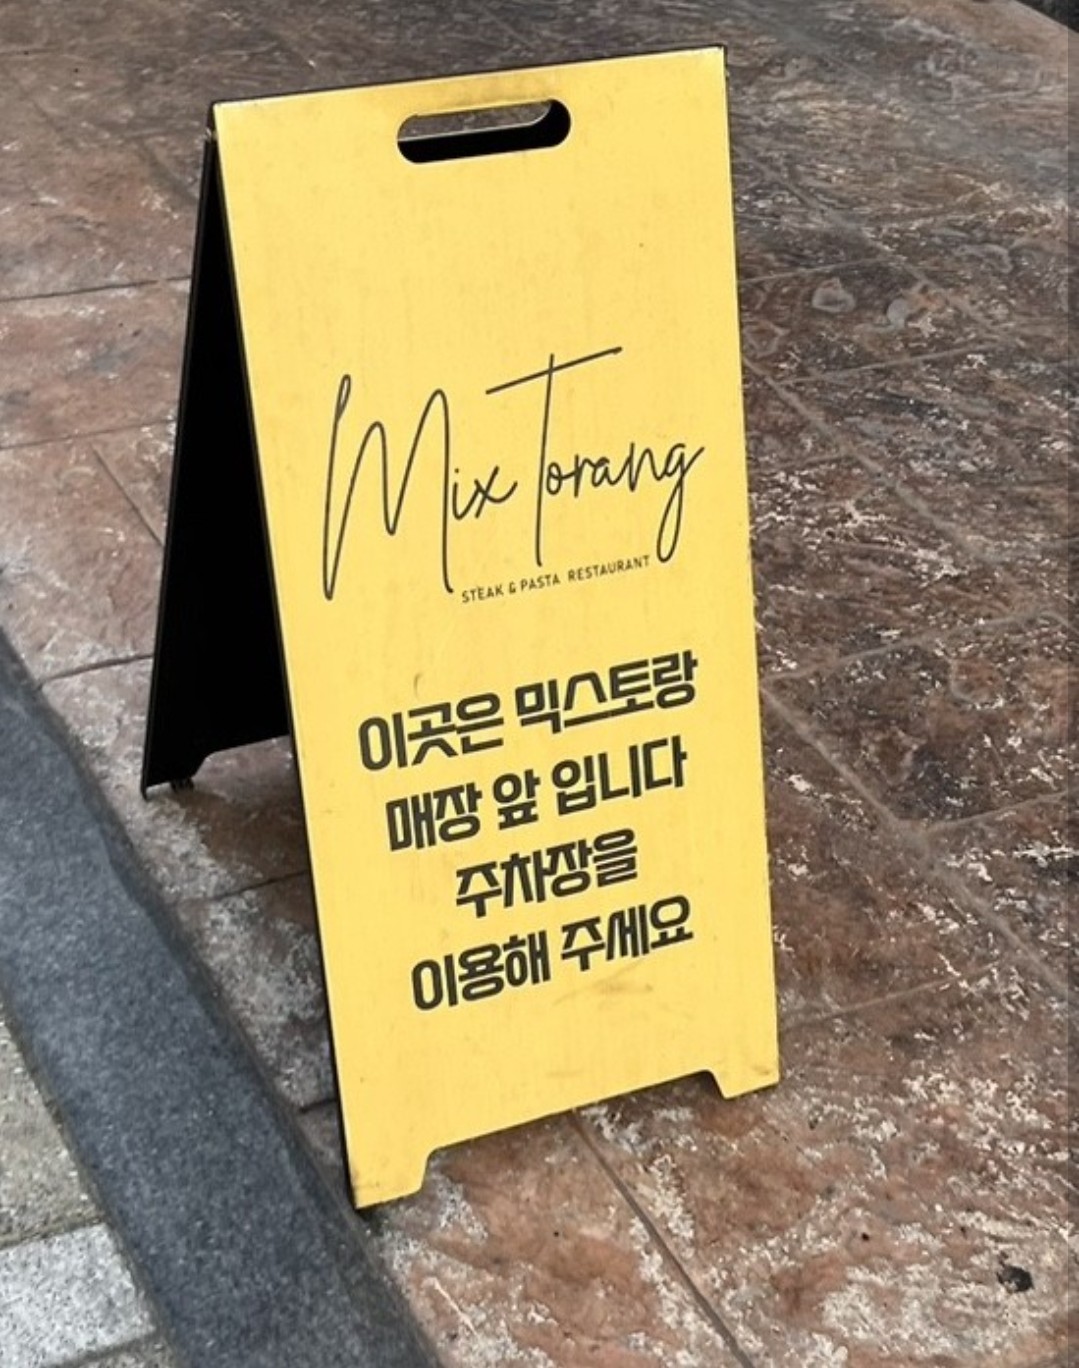 Mix Torang
STEAK & PASTA RESTAURANT
이곳은 믹스토랑
매장 앞 입니다
주차장을
이용해 주세요